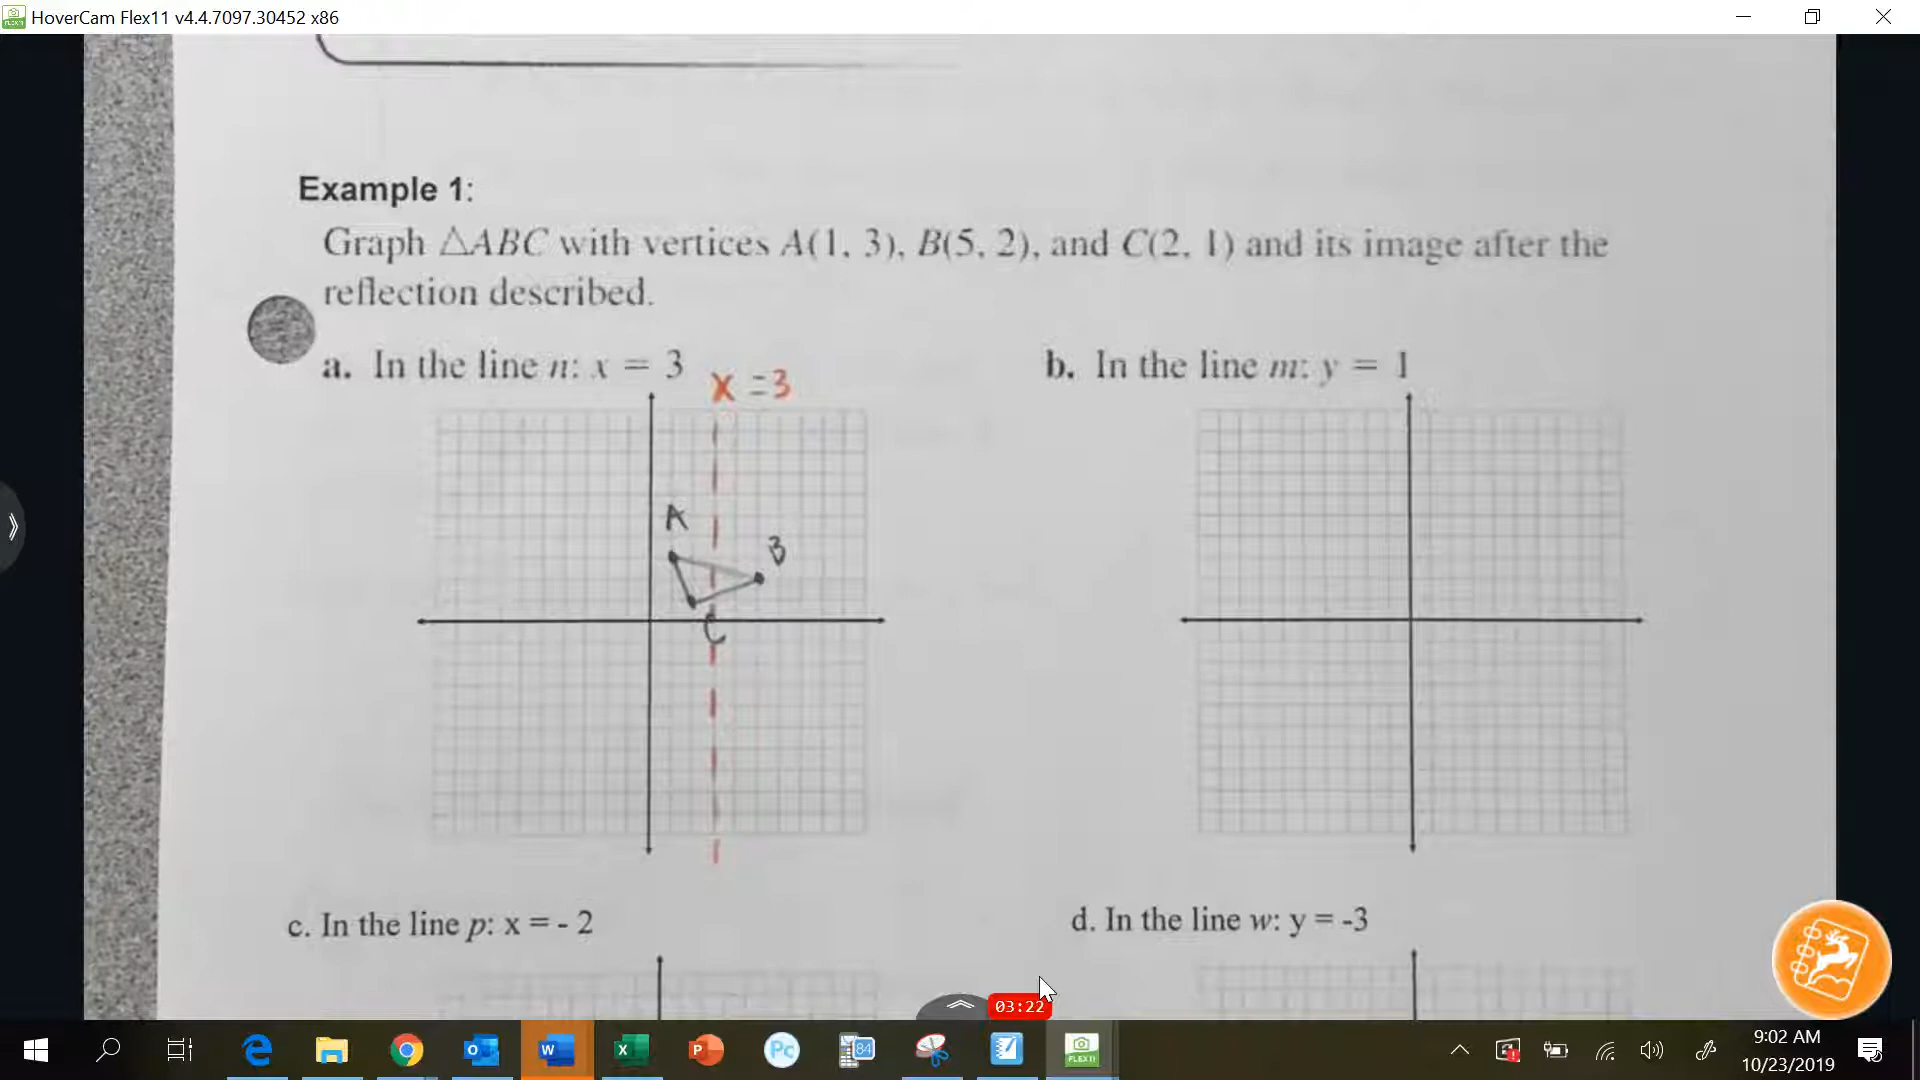 HoverCam Flex11 v4.4.7097.30452 x86
Example 1:
Graph △ABC with vertices A(1, 3), B(5, 2), and C(2, 1) and its image after the
reflection described.
a. In the line n: x = 3
x = 3
b. In the line m: y = 1
A
B
C
c. In the line p: x = - 2
d. In the line w: y = -3
03:22
84
FLEX11
9:02 AM
10/23/2019